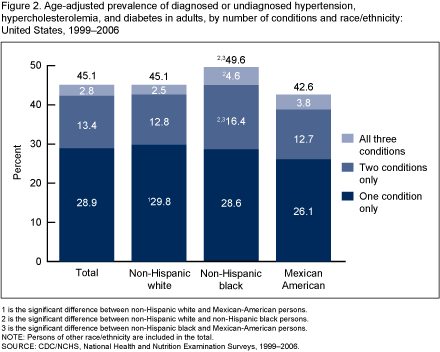 Figure 2. Age-adjusted prevalence of diagnosed or undiagnosed hypertension,
hypercholesterolemia, and diabetes in adults, by number of conditions and race/ethnicity:
United States, 1999–2006
50
40
30
20
10
0
Percent
45.1
2.8
13.4
28.9
45.1
2.5
12.8
¹29.8
²,³49.6
²4.6
²,³16.4
28.6
42.6
3.8
12.7
26.1
Total
Non-Hispanic
white
Non-Hispanic
black
Mexican
American
All three
conditions
Two conditions
only
One condition
only
1 is the significant difference between non-Hispanic white and Mexican-American persons.
2 is the significant difference between non-Hispanic white and non-Hispanic black persons.
3 is the significant difference between non-Hispanic black and Mexican-American persons.
NOTE: Persons of other race/ethnicity are included in the total.
SOURCE: CDC/NCHS, National Health and Nutrition Examination Surveys, 1999–2006.